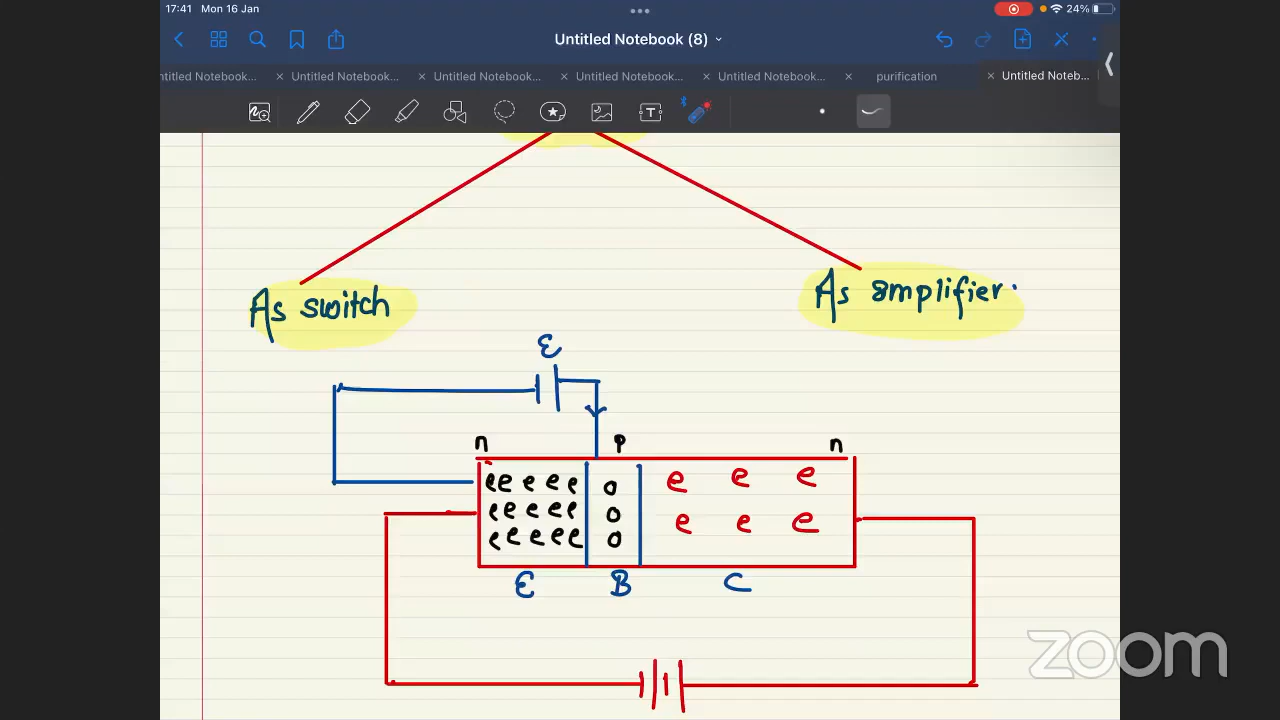 17:41 Mon 16 Jan
24%
Untitled Notebook (8)
ntitled Notebook... × Untitled Notebook... × Untitled Notebook... × Untitled Notebook... × Untitled Notebook... × purification × Untitled Noteb...
As switch
As amplifier
E
n p n
e e e e e o e e e
e e e e e o e e e
e e e e e o
E B C
zoom